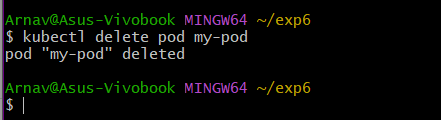 Arnav@Asus-Vivobook MINGW64 ~/exp6
$ kubectl delete pod my-pod
pod "my-pod" deleted
Arnav@Asus-Vivobook MINGW64 ~/exp6
$